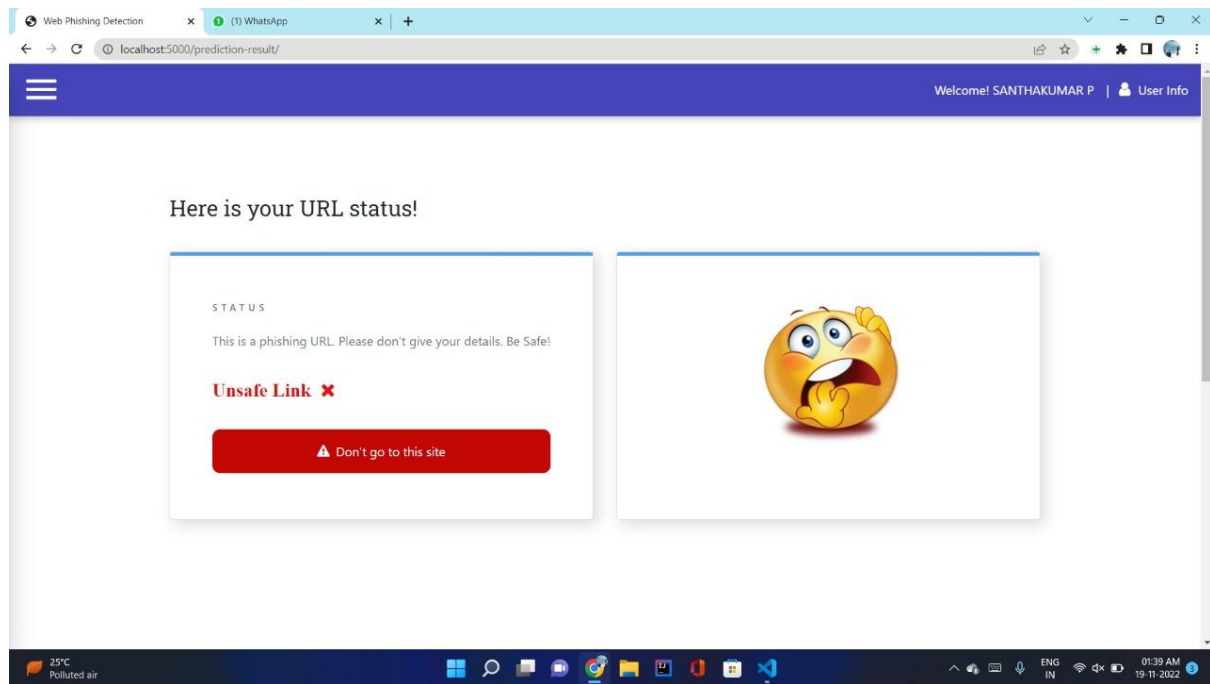 Web Phishing Detection
(1) WhatsApp
localhost:5000/prediction-result/
Welcome! SANTHAKUMAR P | User Info
Here is your URL status!
STATUS
This is a phishing URL. Please don't give your details. Be Safe!
Unsafe Link
Don't go to this site
25°C
Polluted air
ENG
IN
01:39 AM
19-11-2022
3